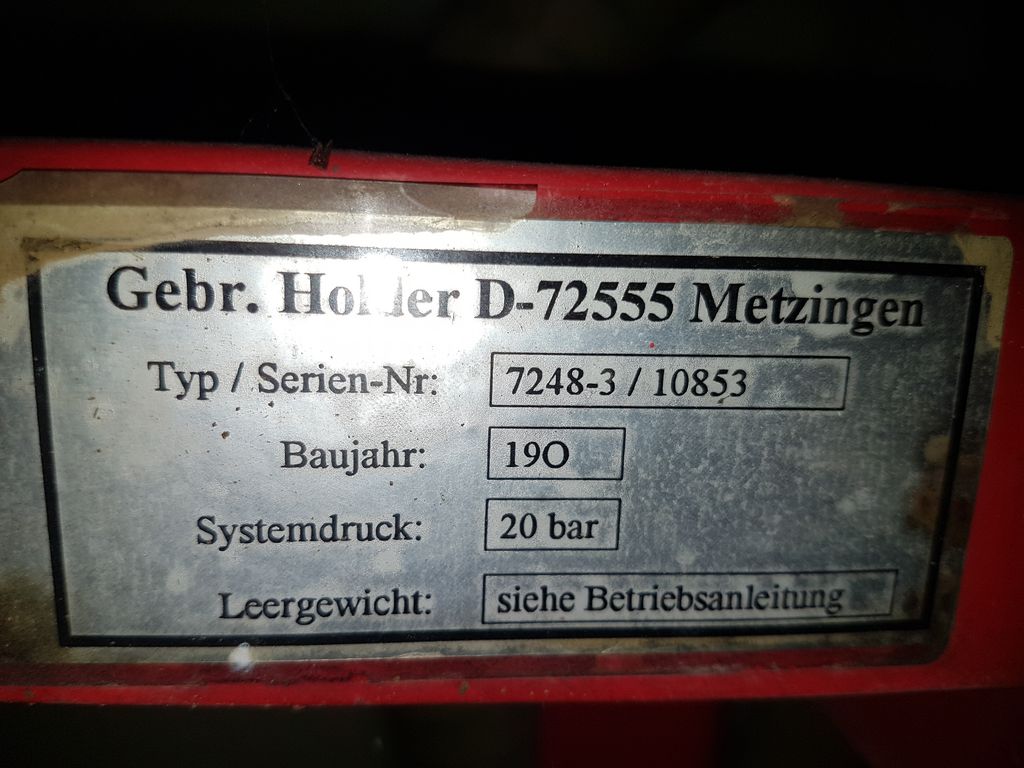 Gebr. Holder D-72555 Metzingen
Typ / Serien-Nr: 7248-3 / 10853
Baujahr: 19O
Systemdruck: 20 bar
Leergewicht: siehe Betriebsanleitung